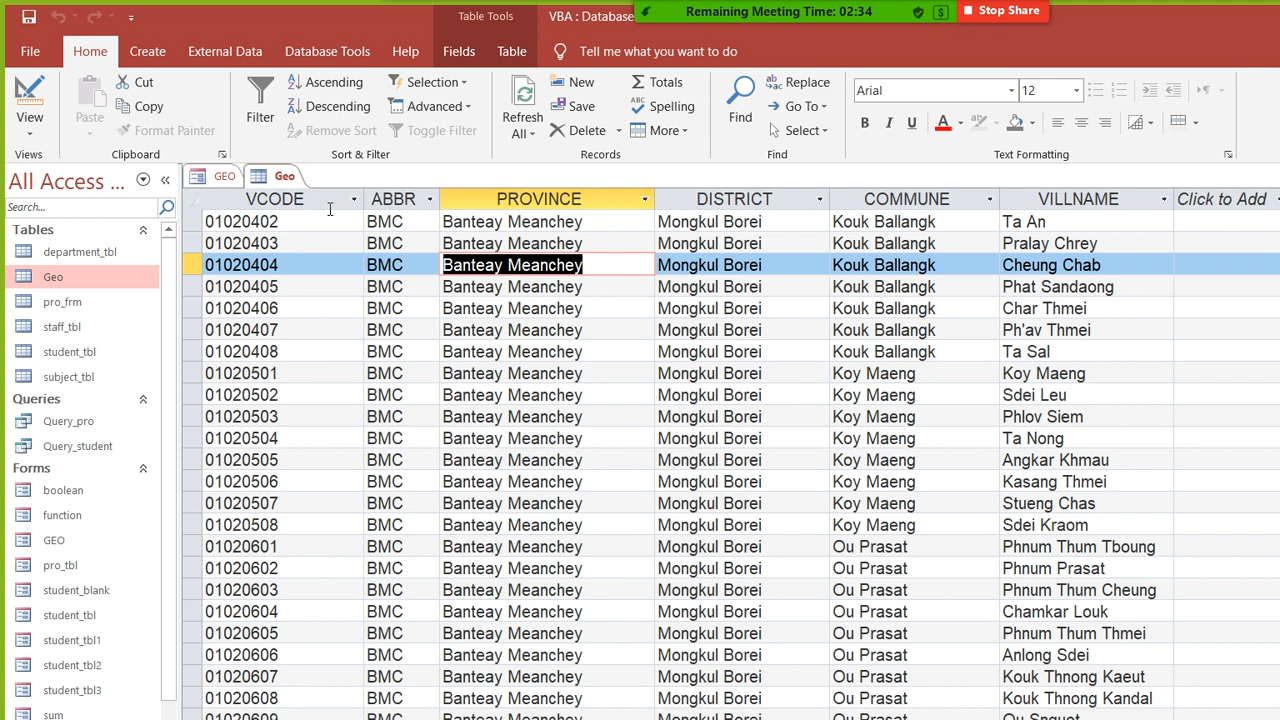 Remaining Meeting Time: 02:34
Stop Share
Table Tools
VBA : Database
File
Home
Create
External Data
Database Tools
Help
Fields
Table
Tell me what you want to do
View
Views
Paste
Cut
Copy
Format Painter
Clipboard
Filter
Ascending
Descending
Remove Sort
Selection
Advanced
Toggle Filter
Sort & Filter
Refresh
All
New
Save
Delete
Totals
Spelling
More
Records
Find
Replace
Go To
Select
Find
Arial
12
B I U
Text Formatting
All Access ...
Search...
Tables
department_tbl
Geo
pro_frm
staff_tbl
student_tbl
subject_tbl
Queries
Query_pro
Query_student
Forms
boolean
function
GEO
pro_tbl
student_blank
student_tbl
student_tbl1
student_tbl2
student_tbl3
sum
GEO
Geo
VCODE ABBR PROVINCE DISTRICT COMMUNE VILLNAME Click to Add
01020402 BMC Banteay Meanchey Mongkul Borei Kouk Ballangk Ta An
01020403 BMC Banteay Meanchey Mongkul Borei Kouk Ballangk Pralay Chrey
01020404 BMC Banteay Meanchey Mongkul Borei Kouk Ballangk Cheung Chab
01020405 BMC Banteay Meanchey Mongkul Borei Kouk Ballangk Phat Sandaong
01020406 BMC Banteay Meanchey Mongkul Borei Kouk Ballangk Char Thmei
01020407 BMC Banteay Meanchey Mongkul Borei Kouk Ballangk Ph'av Thmei
01020408 BMC Banteay Meanchey Mongkul Borei Kouk Ballangk Ta Sal
01020501 BMC Banteay Meanchey Mongkul Borei Koy Maeng Koy Maeng
01020502 BMC Banteay Meanchey Mongkul Borei Koy Maeng Sdei Leu
01020503 BMC Banteay Meanchey Mongkul Borei Koy Maeng Phlov Siem
01020504 BMC Banteay Meanchey Mongkul Borei Koy Maeng Ta Nong
01020505 BMC Banteay Meanchey Mongkul Borei Koy Maeng Angkar Khmau
01020506 BMC Banteay Meanchey Mongkul Borei Koy Maeng Kasang Thmei
01020507 BMC Banteay Meanchey Mongkul Borei Koy Maeng Stueng Chas
01020508 BMC Banteay Meanchey Mongkul Borei Koy Maeng Sdei Kraom
01020601 BMC Banteay Meanchey Mongkul Borei Ou Prasat Phnum Thum Tboung
01020602 BMC Banteay Meanchey Mongkul Borei Ou Prasat Phnum Prasat
01020603 BMC Banteay Meanchey Mongkul Borei Ou Prasat Phnum Thum Cheung
01020604 BMC Banteay Meanchey Mongkul Borei Ou Prasat Chamkar Louk
01020605 BMC Banteay Meanchey Mongkul Borei Ou Prasat Phnum Thum Thmei
01020606 BMC Banteay Meanchey Mongkul Borei Ou Prasat Anlong Sdei
01020607 BMC Banteay Meanchey Mongkul Borei Ou Prasat Kouk Thnong Kaeut
01020608 BMC Banteay Meanchey Mongkul Borei Ou Prasat Kouk Thnong Kandal
01020609 BMC Banteay Meanchey Mongkul Borei Ou Prasat